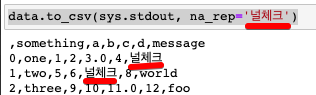 data.to_csv(sys.stdout, na_rep='널체크')
,something,a,b,c,d,message
0,one,1,2,3.0,4,널체크
1,two,5,6,널체크,8,world
2,three,9,10,11.0,12,foo